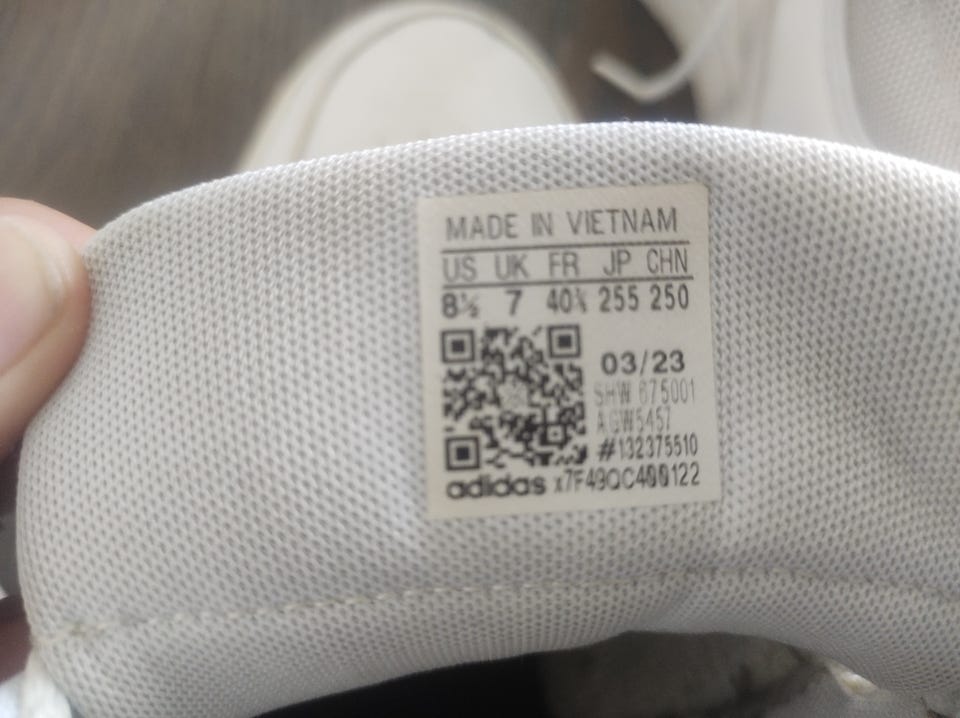 MADE IN VIETNAM
US UK FR JP CHN
8½ 7 40⅔ 255 250
03/23
SHW 675001
#132375510
adidas x7F49QC400122